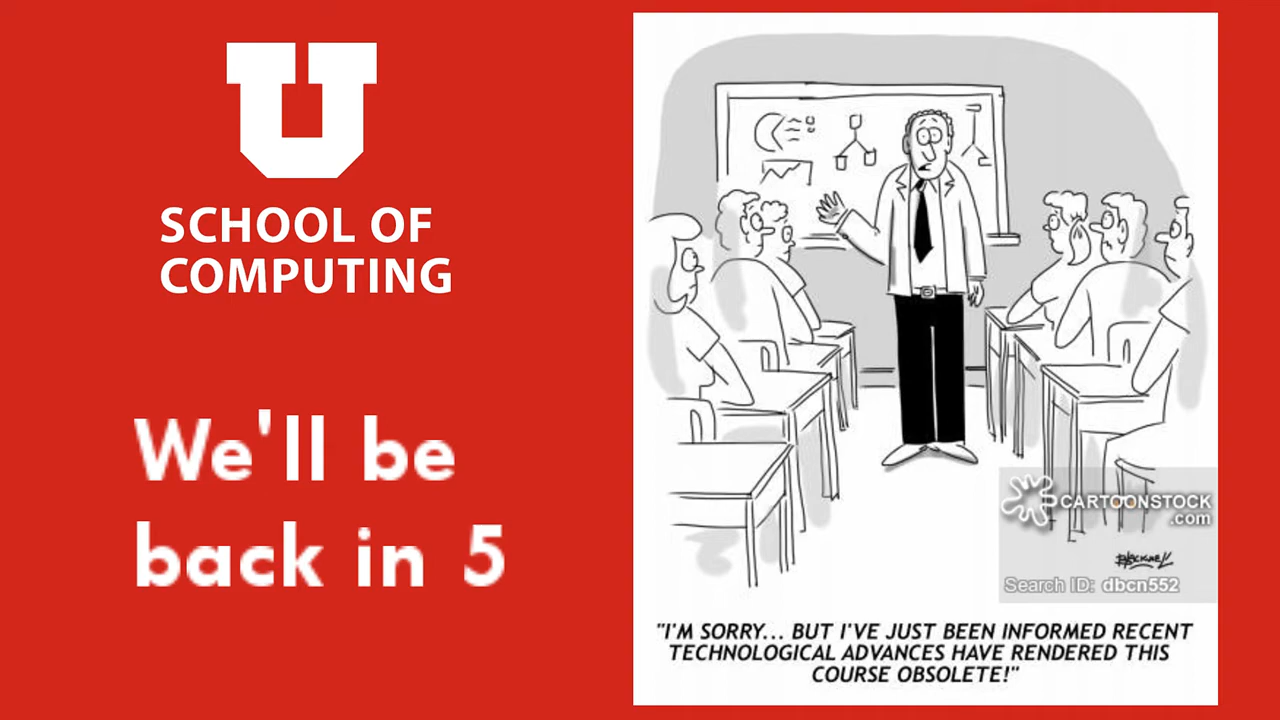 U
SCHOOL OF
COMPUTING
We'll be
back in 5
CARTOONSTOCK
.com
Search ID: dbcn552
"I'M SORRY... BUT I'VE JUST BEEN INFORMED RECENT
TECHNOLOGICAL ADVANCES HAVE RENDERED THIS
COURSE OBSOLETE!"